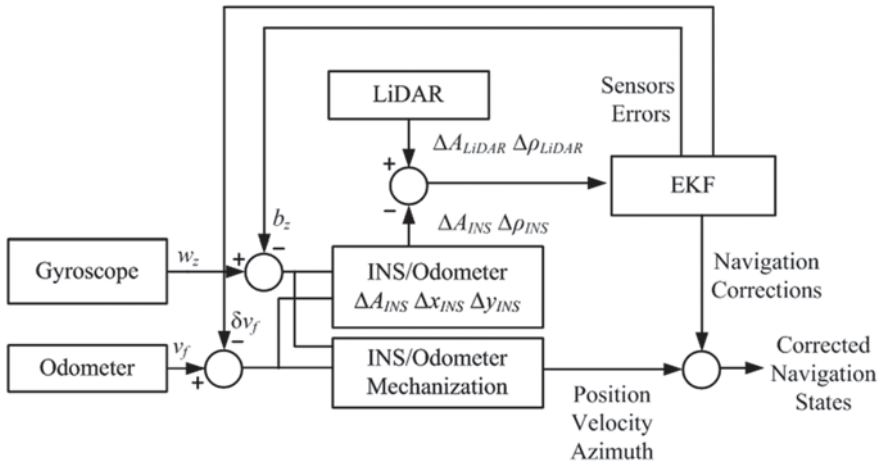 LiDAR
Sensors
Errors
ΔA_LiDAR Δρ_LiDAR
+
EKF
−
b_z
−
ΔA_INS Δρ_INS
Gyroscope
w_z
+
INS/Odometer
ΔA_INS Δx_INS Δy_INS
Navigation
Corrections
δv_f
−
Odometer
v_f
+
INS/Odometer
Mechanization
Position
Velocity
Azimuth
Corrected
Navigation
States